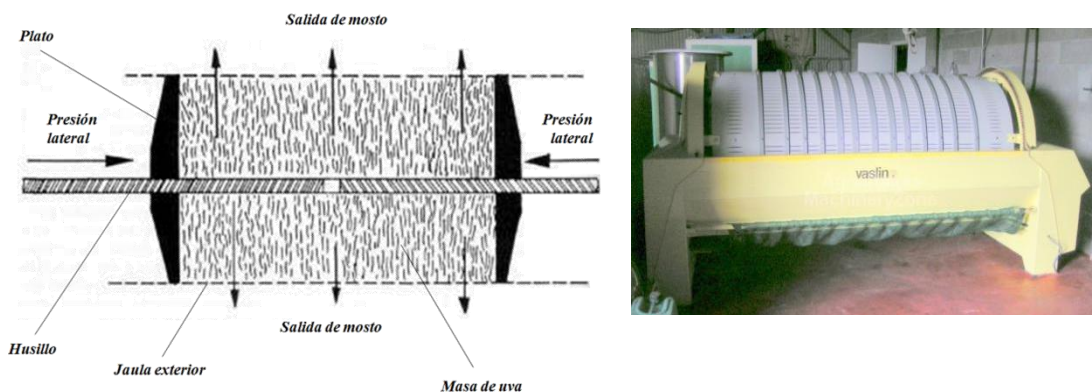 Salida de mosto
Plato
Presión
lateral
Presión
lateral
Salida de mosto
Husillo
Jaula exterior
Masa de uva
vaslin